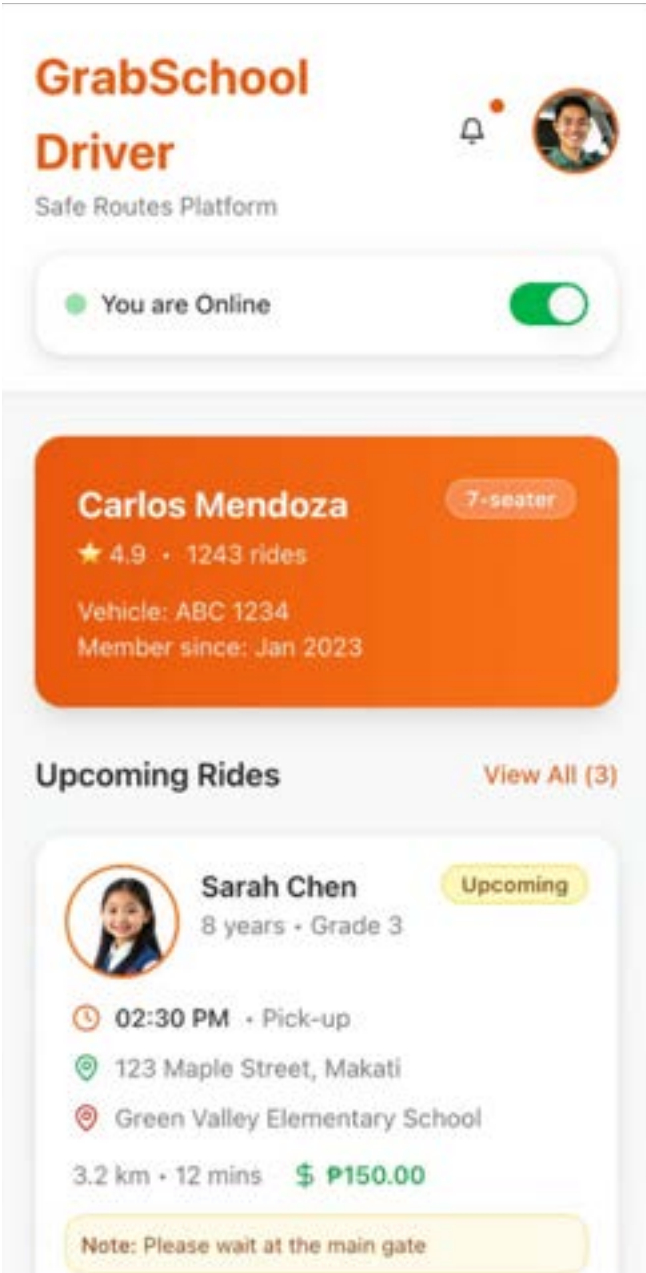 GrabSchool
Driver
Safe Routes Platform
You are Online
Carlos Mendoza
7-seater
4.9 • 1243 rides
Vehicle: ABC 1234
Member since: Jan 2023
Upcoming Rides
View All (3)
Sarah Chen
Upcoming
8 years • Grade 3
02:30 PM • Pick-up
123 Maple Street, Makati
Green Valley Elementary School
3.2 km • 12 mins $ ₱150.00
Note: Please wait at the main gate